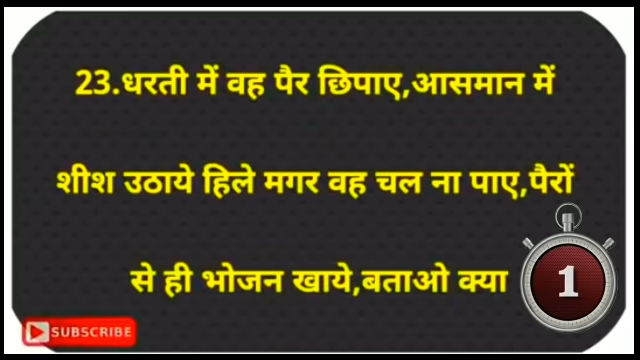 23.धरती में वह पैर छिपाए,आसमान में
शीश उठाये हिले मगर वह चल ना पाए,पैरों
से ही भोजन खाये,बताओ क्या
1
SUBSCRIBE